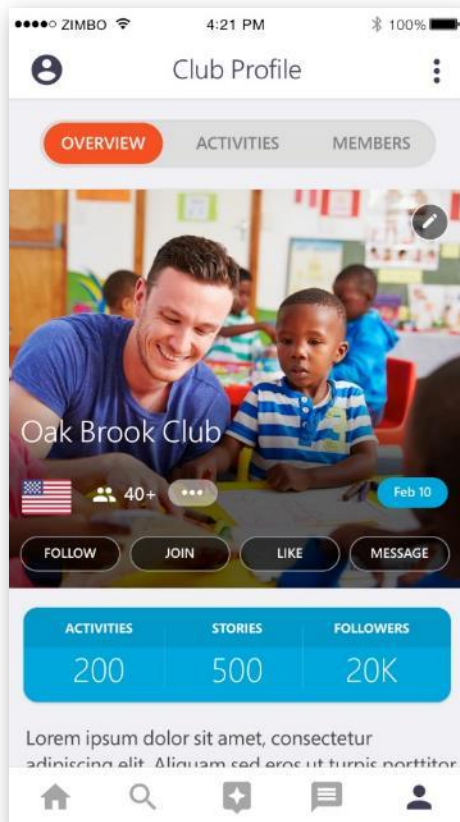 ZIMBO 4:21 PM 100%
Club Profile
OVERVIEW ACTIVITIES MEMBERS
Oak Brook Club
40+ Feb 10
FOLLOW JOIN LIKE MESSAGE
ACTIVITIES STORIES FOLLOWERS
200 500 20K
Lorem ipsum dolor sit amet, consectetur
adipiscing elit. Aliquam sed eros ut turpis porttitor